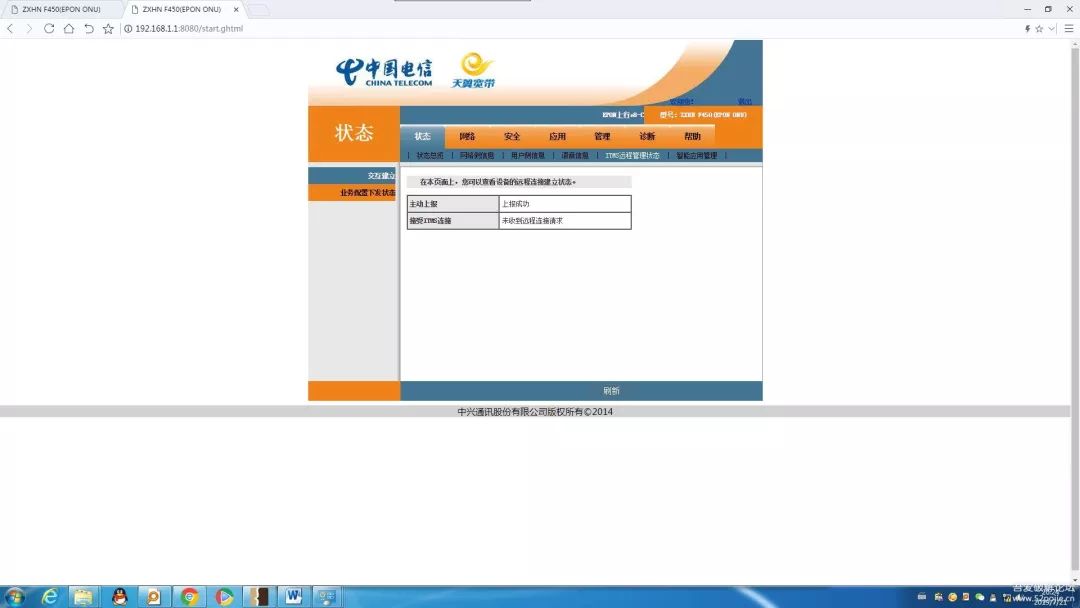 ZXHN F450(EPON ONU)
ZXHN F450(EPON ONU)
192.168.1.1:8080/start.ghtml
中国电信
CHINA TELECOM
天翼宽带
退出
EPON上行e8-C
型号: ZXHN F450(EPON ONU)
状态
状态 网络 安全 应用 管理 诊断 帮助
状态总览 | 网络侧信息 | 用户侧信息 | 语音信息 | ITMS远程管理状态 | 智能应用管理 |
交互建立
业务配置下发状态
在本页面上，您可以查看设备的远程连接建立状态。
主动上报 上报成功
接受ITMS连接 未收到远程连接请求
刷新
中兴通讯股份有限公司版权所有©2014
吾爱破解论坛
www.52pojie.cn